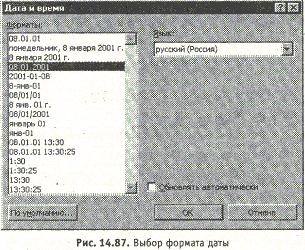 Дата и время
Форматы:
Язык:
08.01.01
понедельник, 8 января 2001 г.
8 января 2001 г.
08.01.2001
2001-01-08
8-янв-01
08/01/01
8 янв. 01 г.
08/01/2001
январь 01
янв-01
08.01.01 13:30
08.01.01 13:30:25
1:30
1:30:25
13:30
13:30:25
русский (Россия)
Обновлять автоматически
По умолчанию...
OK
Отмена
Рис. 14.87. Выбор формата даты